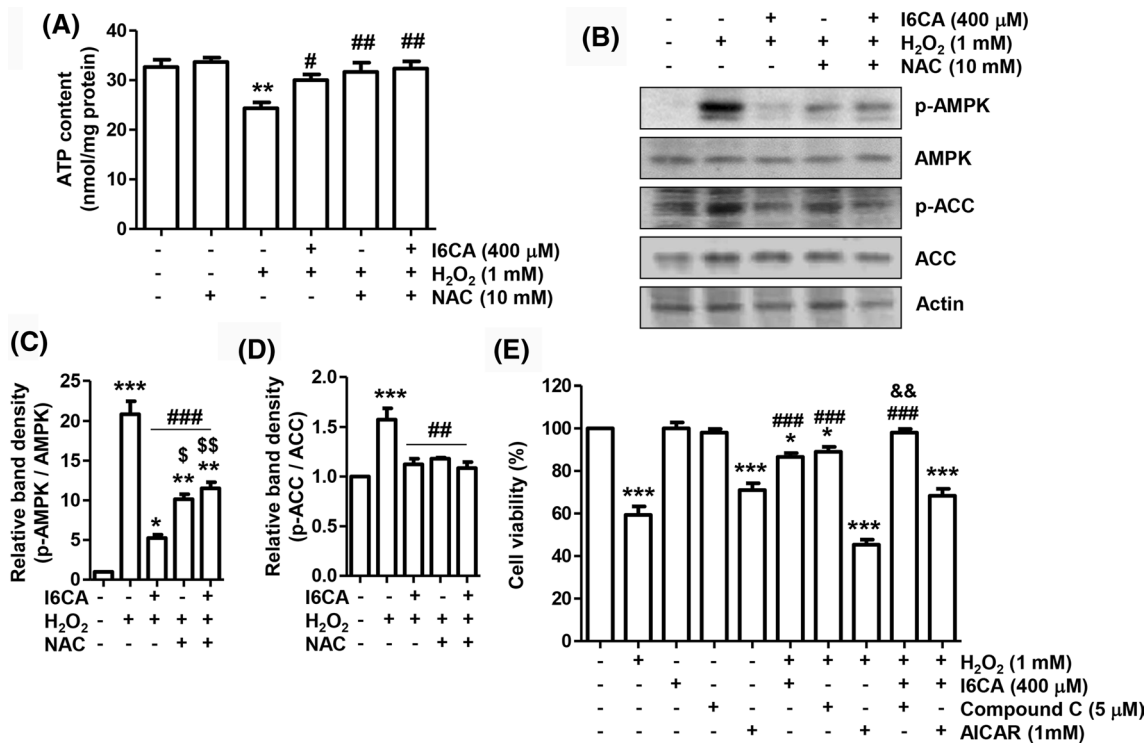 (A)
ATP content
(nmol/mg protein)
40
30
20
10
0
** # ## ##
- - - + - + I6CA (400 μM)
- - + + + + H₂O₂ (1 mM)
- + - - + + NAC (10 mM)
(B)
- - + - + I6CA (400 μM)
- + + + + H₂O₂ (1 mM)
- - - + + NAC (10 mM)
p-AMPK
AMPK
p-ACC
ACC
Actin
(C)
Relative band density
(p-AMPK / AMPK)
25
20
15
10
5
0
***
###
$ $$
* ** **
- - + - + I6CA
- + + + + H₂O₂
- - - + + NAC
(D)
Relative band density
(p-ACC / ACC)
2.0
1.5
1.0
0.5
0.0
***
##
- - + - + I6CA
- + + + + H₂O₂
- - - + + NAC
(E)
Cell viability (%)
120
100
80
60
40
20
0
&&
### ### ###
*** *** * * *** ***
- + - - - + + + + + H₂O₂ (1 mM)
- - + - - + - - + + I6CA (400 μM)
- - - + - - + - + - Compound C (5 μM)
- - - - + - - + - + AICAR (1mM)